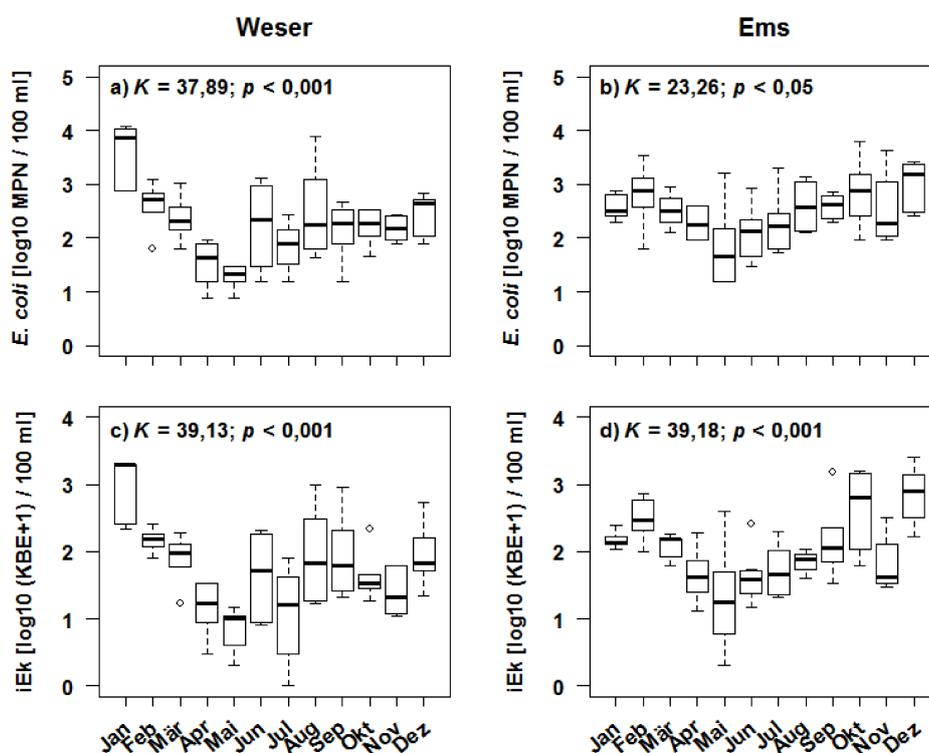 Weser
Ems
E. coli [log10 MPN / 100 ml]
5
4
3
2
1
0
a) K = 37,89; p < 0,001
E. coli [log10 MPN / 100 ml]
5
4
3
2
1
0
b) K = 23,26; p < 0,05
iEk [log10 (KBE+1) / 100 ml]
4
3
2
1
0
c) K = 39,13; p < 0,001
Jan Feb Mär Apr Mai Jun Jul Aug Sep Okt Nov Dez
iEk [log10 (KBE+1) / 100 ml]
4
3
2
1
0
d) K = 39,18; p < 0,001
Jan Feb Mär Apr Mai Jun Jul Aug Sep Okt Nov Dez